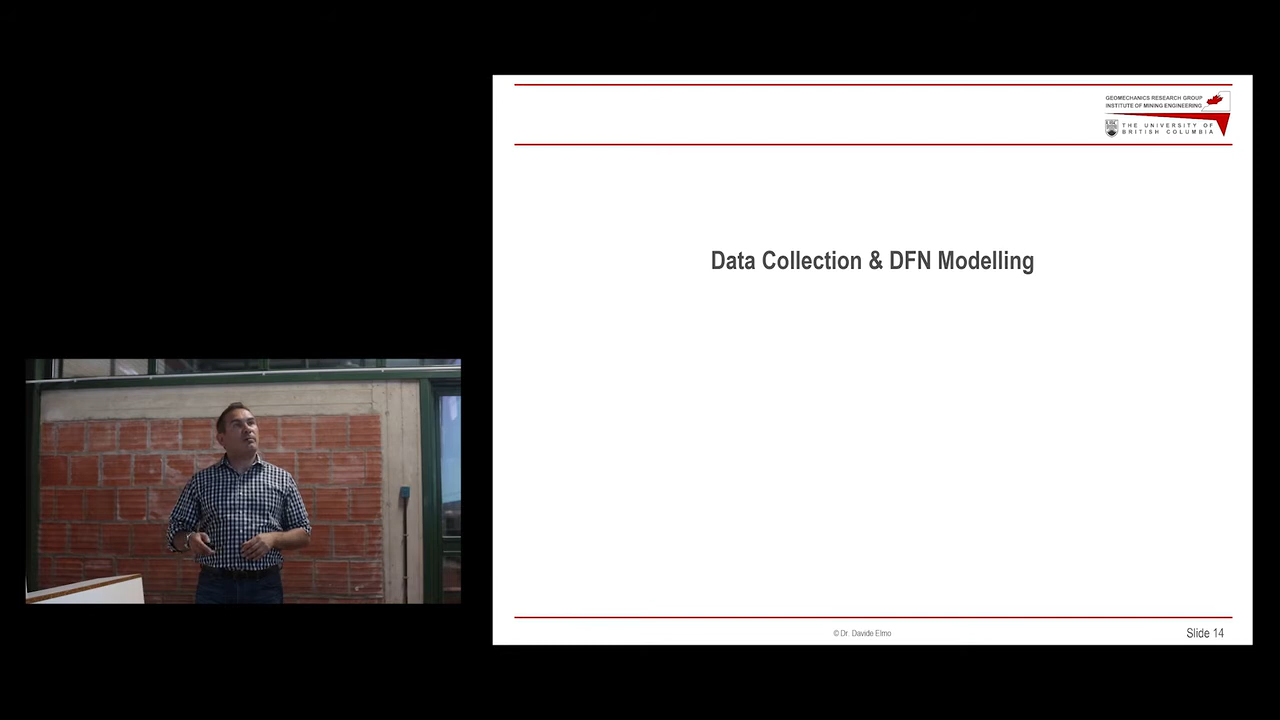 GEOMECHANICS RESEARCH GROUP
INSTITUTE OF MINING ENGINEERING
THE UNIVERSITY OF
BRITISH COLUMBIA
Data Collection & DFN Modelling
© Dr. Davide Elmo
Slide 14